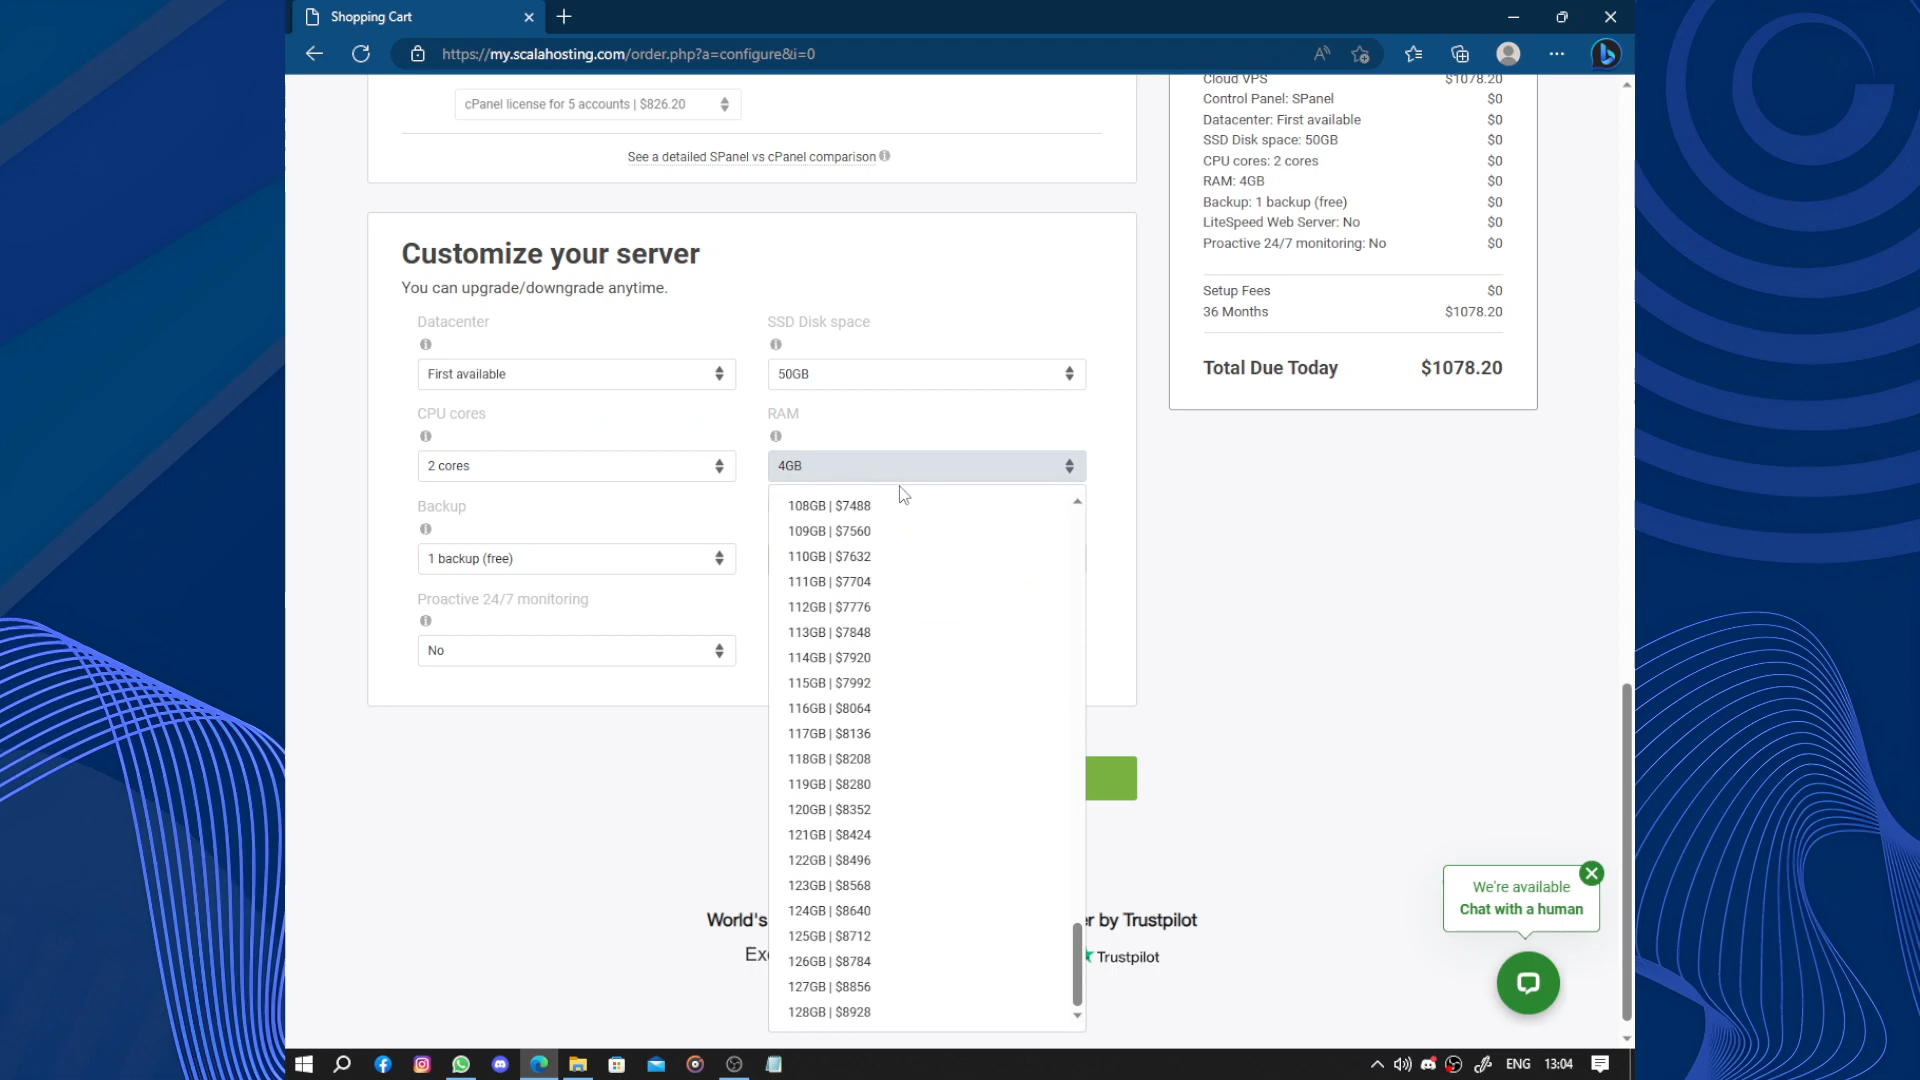 Shopping Cart
https://my.scalahosting.com/order.php?a=configure&i=0
cPanel license for 5 accounts | $826.20
See a detailed SPanel vs cPanel comparison
Cloud VPS $1078.20
Control Panel: SPanel $0
Datacenter: First available $0
SSD Disk space: 50GB $0
CPU cores: 2 cores $0
RAM: 4GB $0
Backup: 1 backup (free) $0
LiteSpeed Web Server: No $0
Proactive 24/7 monitoring: No $0
Setup Fees $0
36 Months $1078.20
Total Due Today $1078.20
Customize your server
You can upgrade/downgrade anytime.
Datacenter
First available
SSD Disk space
50GB
CPU cores
2 cores
RAM
4GB
Backup
1 backup (free)
Proactive 24/7 monitoring
No
108GB | $7488
109GB | $7560
110GB | $7632
111GB | $7704
112GB | $7776
113GB | $7848
114GB | $7920
115GB | $7992
116GB | $8064
117GB | $8136
118GB | $8208
119GB | $8280
120GB | $8352
121GB | $8424
122GB | $8496
123GB | $8568
124GB | $8640
125GB | $8712
126GB | $8784
127GB | $8856
128GB | $8928
World's
by Trustpilot
Trustpilot
We're available
Chat with a human
ENG 13:04